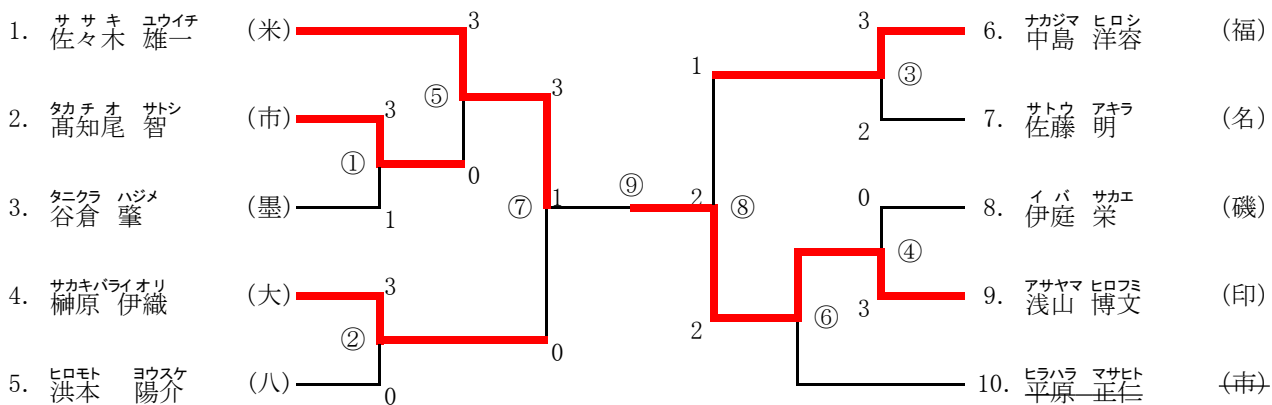 ササキ ユウイチ
1. 佐々木 雄一 (米)
タカチオ サトシ
2. 髙知尾 智 (市)
タニクラ ハジメ
3. 谷倉 肇 (墨)
サカキバライオリ
4. 榊原 伊織 (大)
ヒロモト ヨウスケ
5. 洪本 陽介 (八)
3
⑤
3
3
①
0
1
⑦
1
3
②
0
0
⑨
2
⑧
1
3
③
2
0
④
3
⑥
2
ナカジマ ヒロシ
6. 中島 洋容 (福)
サトウ アキラ
7. 佐藤 明 (名)
イバ サカエ
8. 伊庭 栄 (磯)
アサヤマ ヒロフミ
9. 浅山 博文 (印)
ヒラハラ マサヒト
10. 平原 正仁 (市)